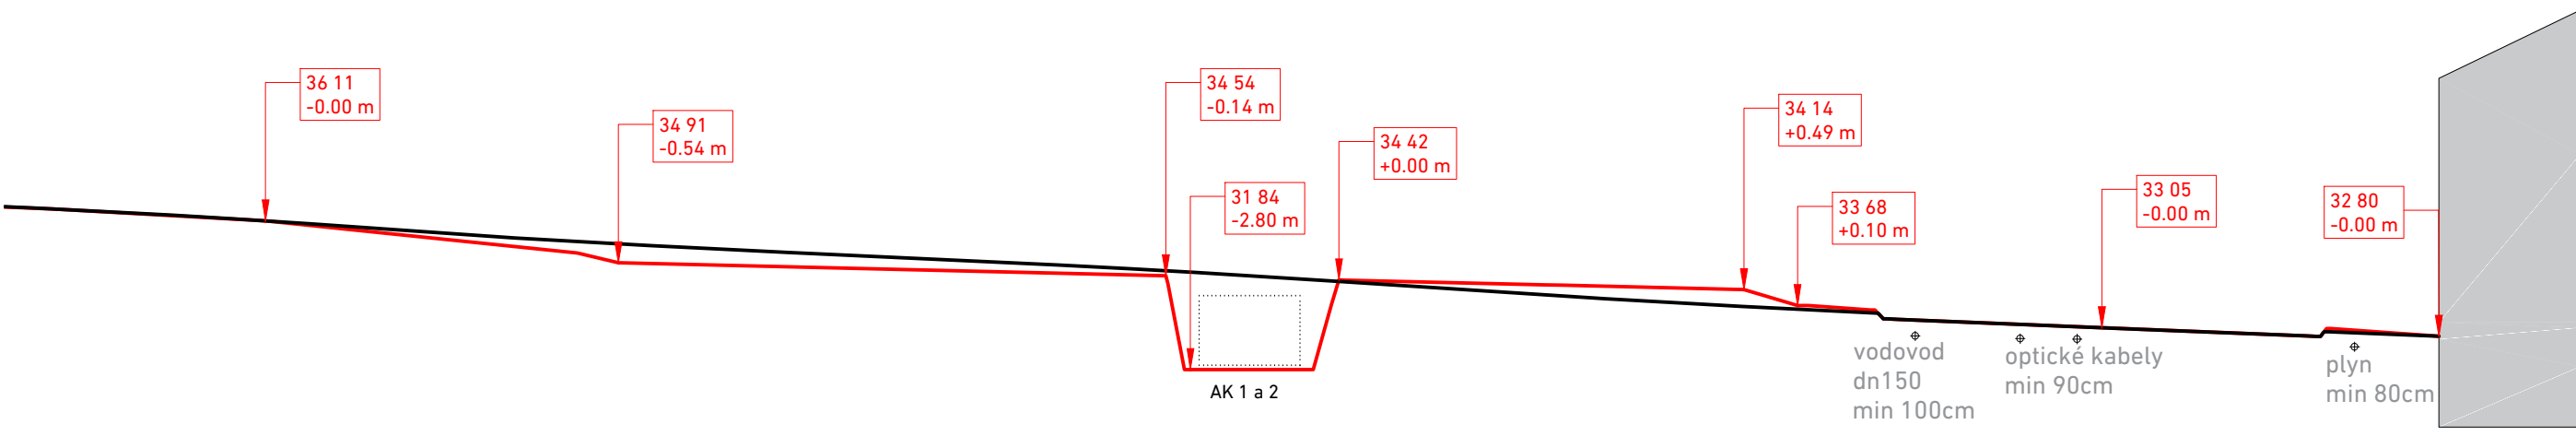 36 11
-0.00 m
34 91
-0.54 m
34 54
-0.14 m
31 84
-2.80 m
34 42
+0.00 m
34 14
+0.49 m
33 68
+0.10 m
33 05
-0.00 m
32 80
-0.00 m
AK 1 a 2
vodovod
dn150
min 100cm
optické kabely
min 90cm
plyn
min 80cm